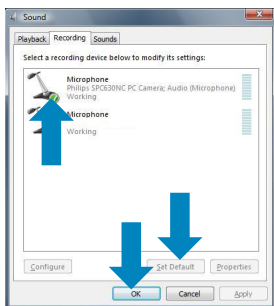 Sound
Playback Recording Sounds
Select a recording device below to modify its settings:
Microphone
Philips SPC630NC PC Camera; Audio (Microphone)
Working
Microphone
Working
Configure Set Default Properties
OK Cancel Apply